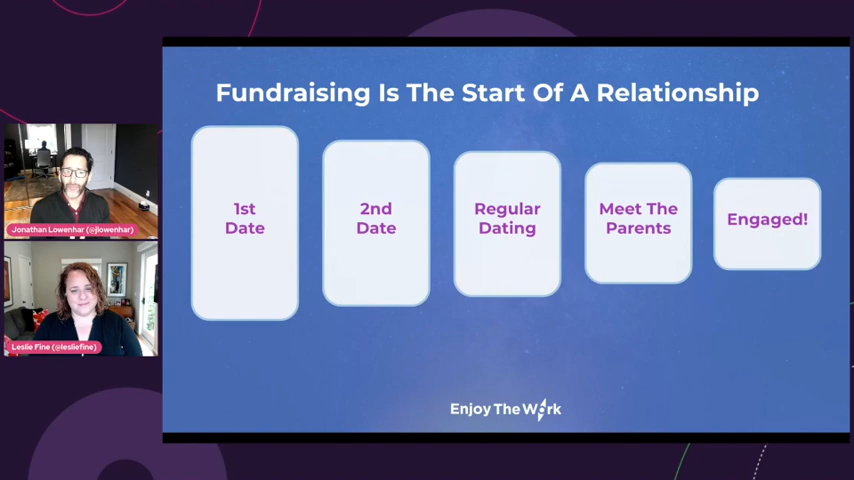 Fundraising Is The Start Of A Relationship
1st
Date
2nd
Date
Regular
Dating
Meet The
Parents
Engaged!
Jonathan Lowenhar (@jlowenhar)
Leslie Fine (@lesliefine)
Enjoy The Work